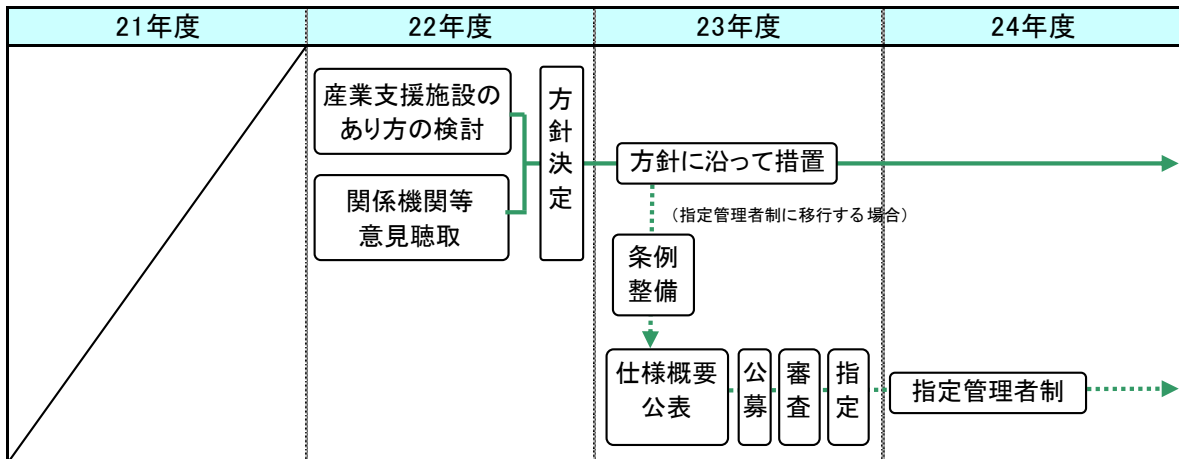 21年度
22年度
23年度
24年度
産業支援施設の
あり方の検討
関係機関等
意見聴取
方針決定
方針に沿って措置
（指定管理者制に移行する場合）
条例
整備
仕様概要
公表
公募
審査
指定
指定管理者制